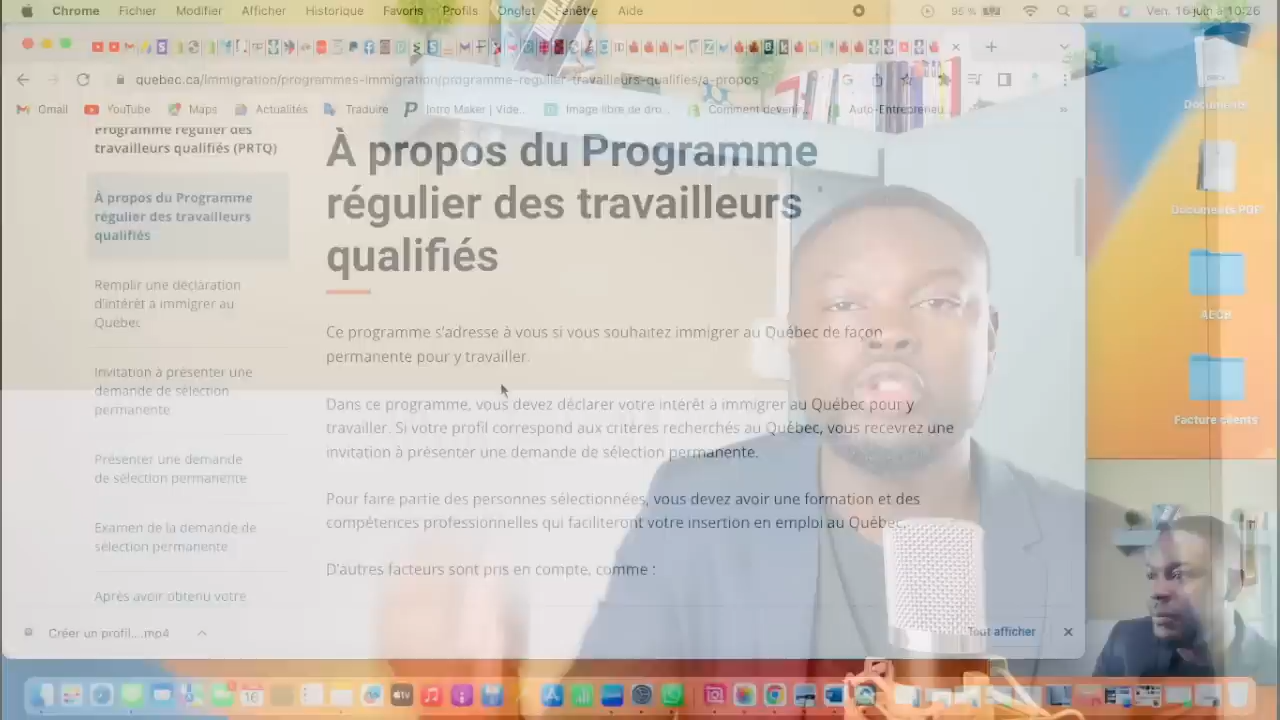 Chrome Fichier Modifier Afficher Historique Favoris Profils Onglet Fenêtre Aide
quebec.ca/immigration/programmes-immigration/programme-regulier-travailleurs-qualifies/a-propos
Gmail YouTube Maps Actualités Traduire Intro Maker | Vide... Image libre de dro... Comment devenir... Auto-Entrepreneu...
Programme régulier des
travailleurs qualifiés (PRTQ)
À propos du Programme
régulier des travailleurs
qualifiés
Remplir une déclaration
d'intérêt à immigrer au
Québec
Invitation à présenter une
demande de sélection
permanente
Présenter une demande
de sélection permanente
Examen de la demande de
sélection permanente
Après avoir obtenu votre
À propos du Programme
régulier des travailleurs
qualifiés
Ce programme s'adresse à vous si vous souhaitez immigrer au Québec de façon
permanente pour y travailler.
Dans ce programme, vous devez déclarer votre intérêt à immigrer au Québec pour y
travailler. Si votre profil correspond aux critères recherchés au Québec, vous recevrez une
invitation à présenter une demande de sélection permanente.
Pour faire partie des personnes sélectionnées, vous devez avoir une formation et des
compétences professionnelles qui faciliteront votre insertion en emploi au Québec.
D'autres facteurs sont pris en compte, comme :
Créer un profil....mp4
Tout afficher
Documents
Documents PDF
Facture clients
16